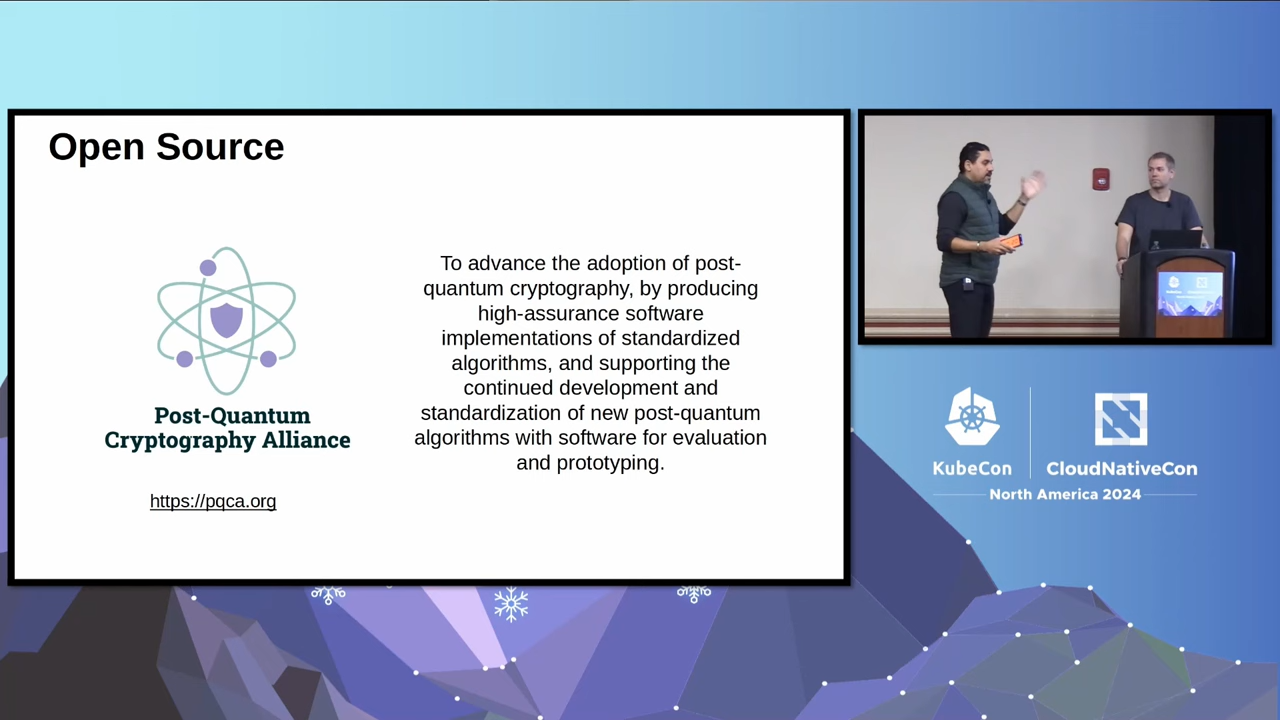 Open Source
Post-Quantum
Cryptography Alliance
https://pqca.org
To advance the adoption of post-
quantum cryptography, by producing
high-assurance software
implementations of standardized
algorithms, and supporting the
continued development and
standardization of new post-quantum
algorithms with software for evaluation
and prototyping.
KubeCon
CloudNativeCon
North America 2024